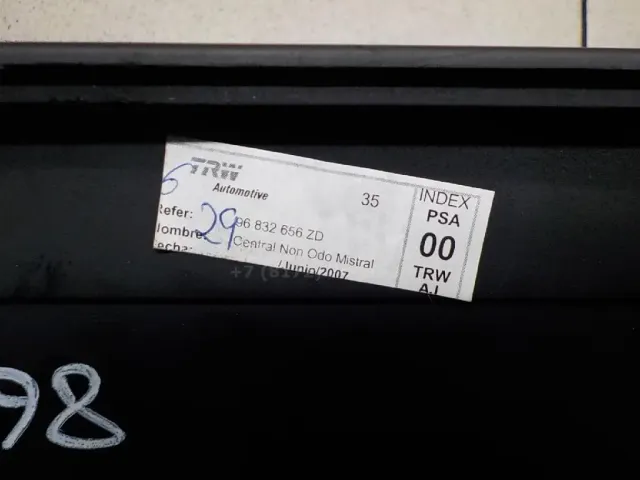 TRW
Automotive
35
INDEX
PSA
00
TRW
AJ
Refer: 96 832 656 ZD
Nombre: Central Non Odo Mistral
Fecha: /Junio/2007
6
29
98